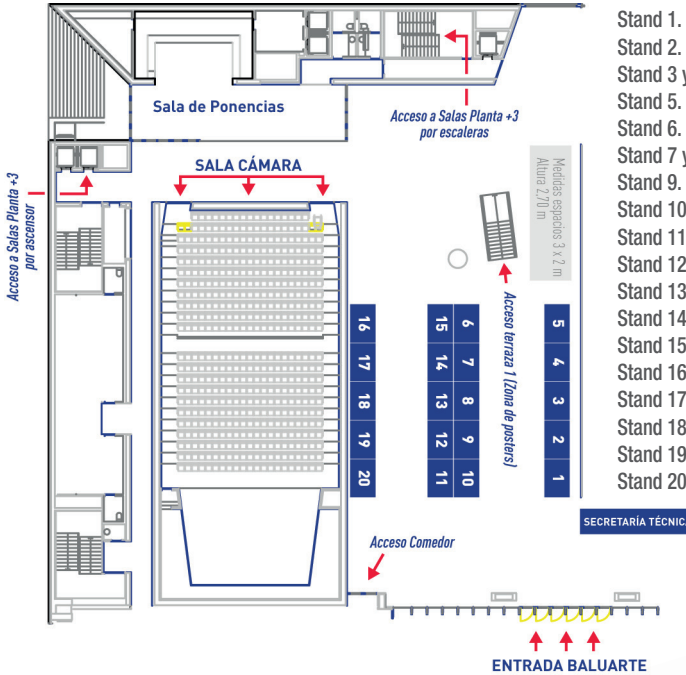 Sala de Ponencias
Acceso a Salas Planta +3
por escaleras
SALA CÁMARA
Acceso a Salas Planta +3
por ascensor
Medidas espacios 3 x 2 m
Altura 2,70 m
Acceso terraza 1 (Zona de posters)
16
17
18
19
20
15
14
13
12
11
6
7
8
9
10
5
4
3
2
1
Acceso Comedor
ENTRADA BALUARTE
SECRETARÍA TÉCNICA
Stand 1.
Stand 2.
Stand 3 y
Stand 5.
Stand 6.
Stand 7 y
Stand 9.
Stand 10
Stand 11
Stand 12
Stand 13
Stand 14
Stand 15
Stand 16
Stand 17
Stand 18
Stand 19
Stand 20